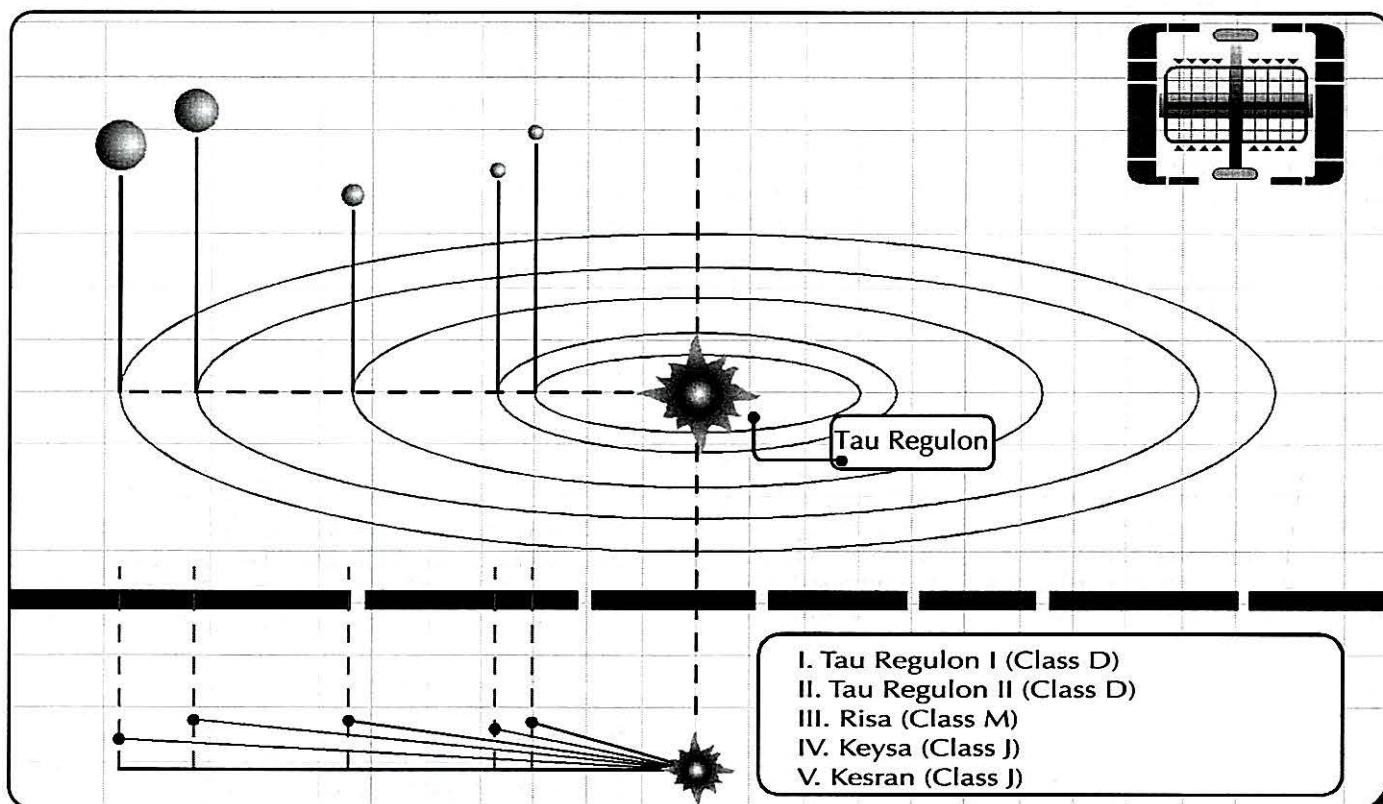 Tau Regulon
I. Tau Regulon I (Class D)
II. Tau Regulon II (Class D)
III. Risa (Class M)
IV. Keysa (Class J)
V. Kesran (Class J)